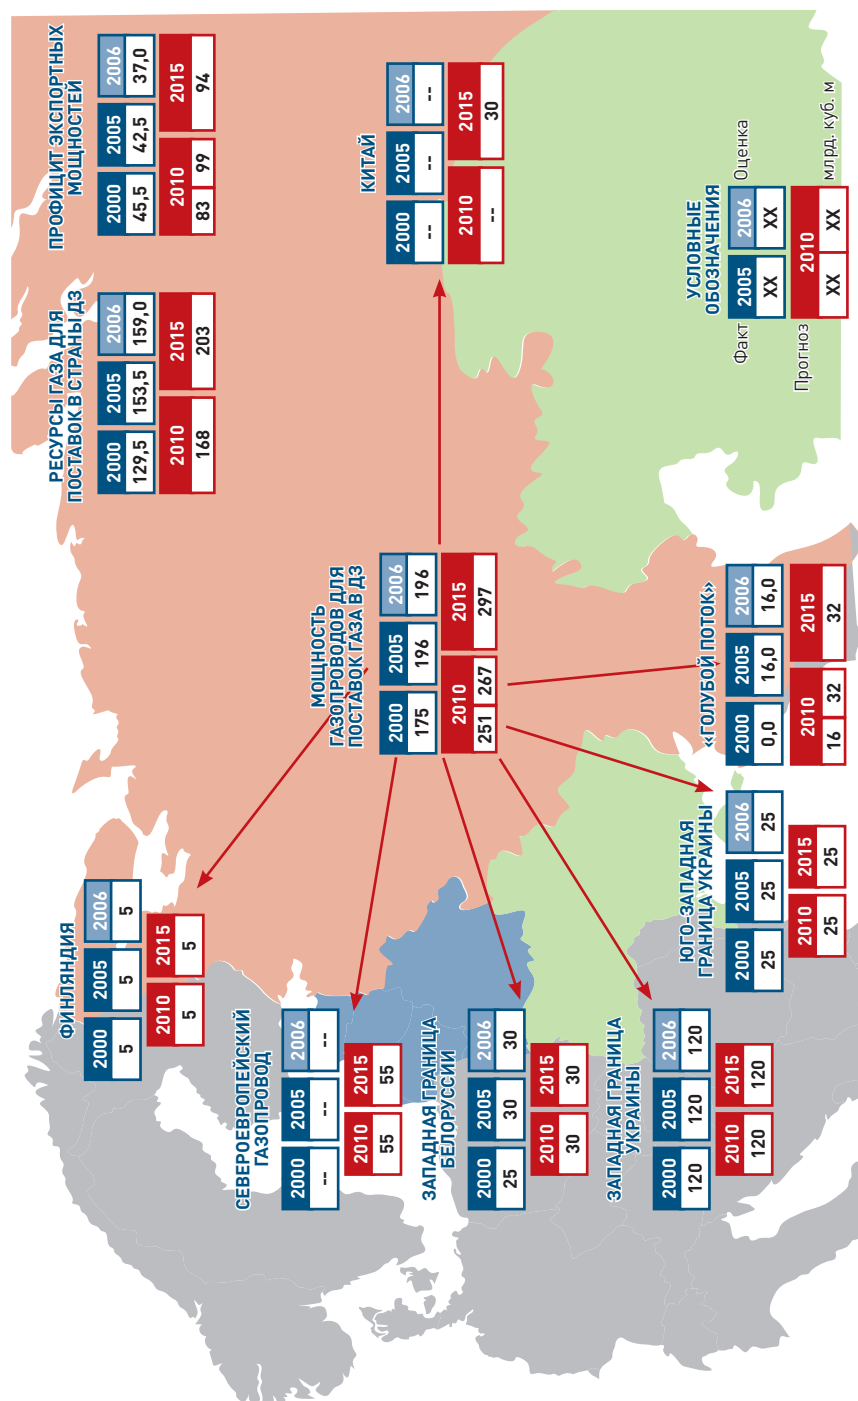 РЕСУРСЫ ГАЗА ДЛЯ
ПОСТАВОК В СТРАНЫ ДЗ
2000 2005 2006
129,5 153,5 159,0
2010 2015
168 203
ПРОФИЦИТ ЭКСПОРТНЫХ
МОЩНОСТЕЙ
2000 2005 2006
45,5 42,5 37,0
2010 2015
83 99 94
ФИНЛЯНДИЯ
2000 2005 2006
5 5 5
2010 2015
5 5
СЕВЕРОЕВРОПЕЙСКИЙ
ГАЗОПРОВОД
2000 2005 2006
-- -- --
2010 2015
55 55
МОЩНОСТЬ
ГАЗОПРОВОДОВ ДЛЯ
ПОСТАВОК ГАЗА В ДЗ
2000 2005 2006
175 196 196
2010 2015
251 267 297
КИТАЙ
2000 2005 2006
-- -- --
2010 2015
-- 30
ЗАПАДНАЯ ГРАНИЦА
БЕЛОРУССИИ
2000 2005 2006
25 30 30
2010 2015
30 30
ЗАПАДНАЯ ГРАНИЦА
УКРАИНЫ
2000 2005 2006
120 120 120
2010 2015
120 120
ЮГО-ЗАПАДНАЯ
ГРАНИЦА УКРАИНЫ
2000 2005 2006
25 25 25
2010 2015
25 25
«ГОЛУБОЙ ПОТОК»
2000 2005 2006
0,0 16,0 16,0
2010 2015
16 32 32
УСЛОВНЫЕ
ОБОЗНАЧЕНИЯ
Факт 2005 2006 Оценка
XX XX
Прогноз 2010
XX XX млрд. куб. м